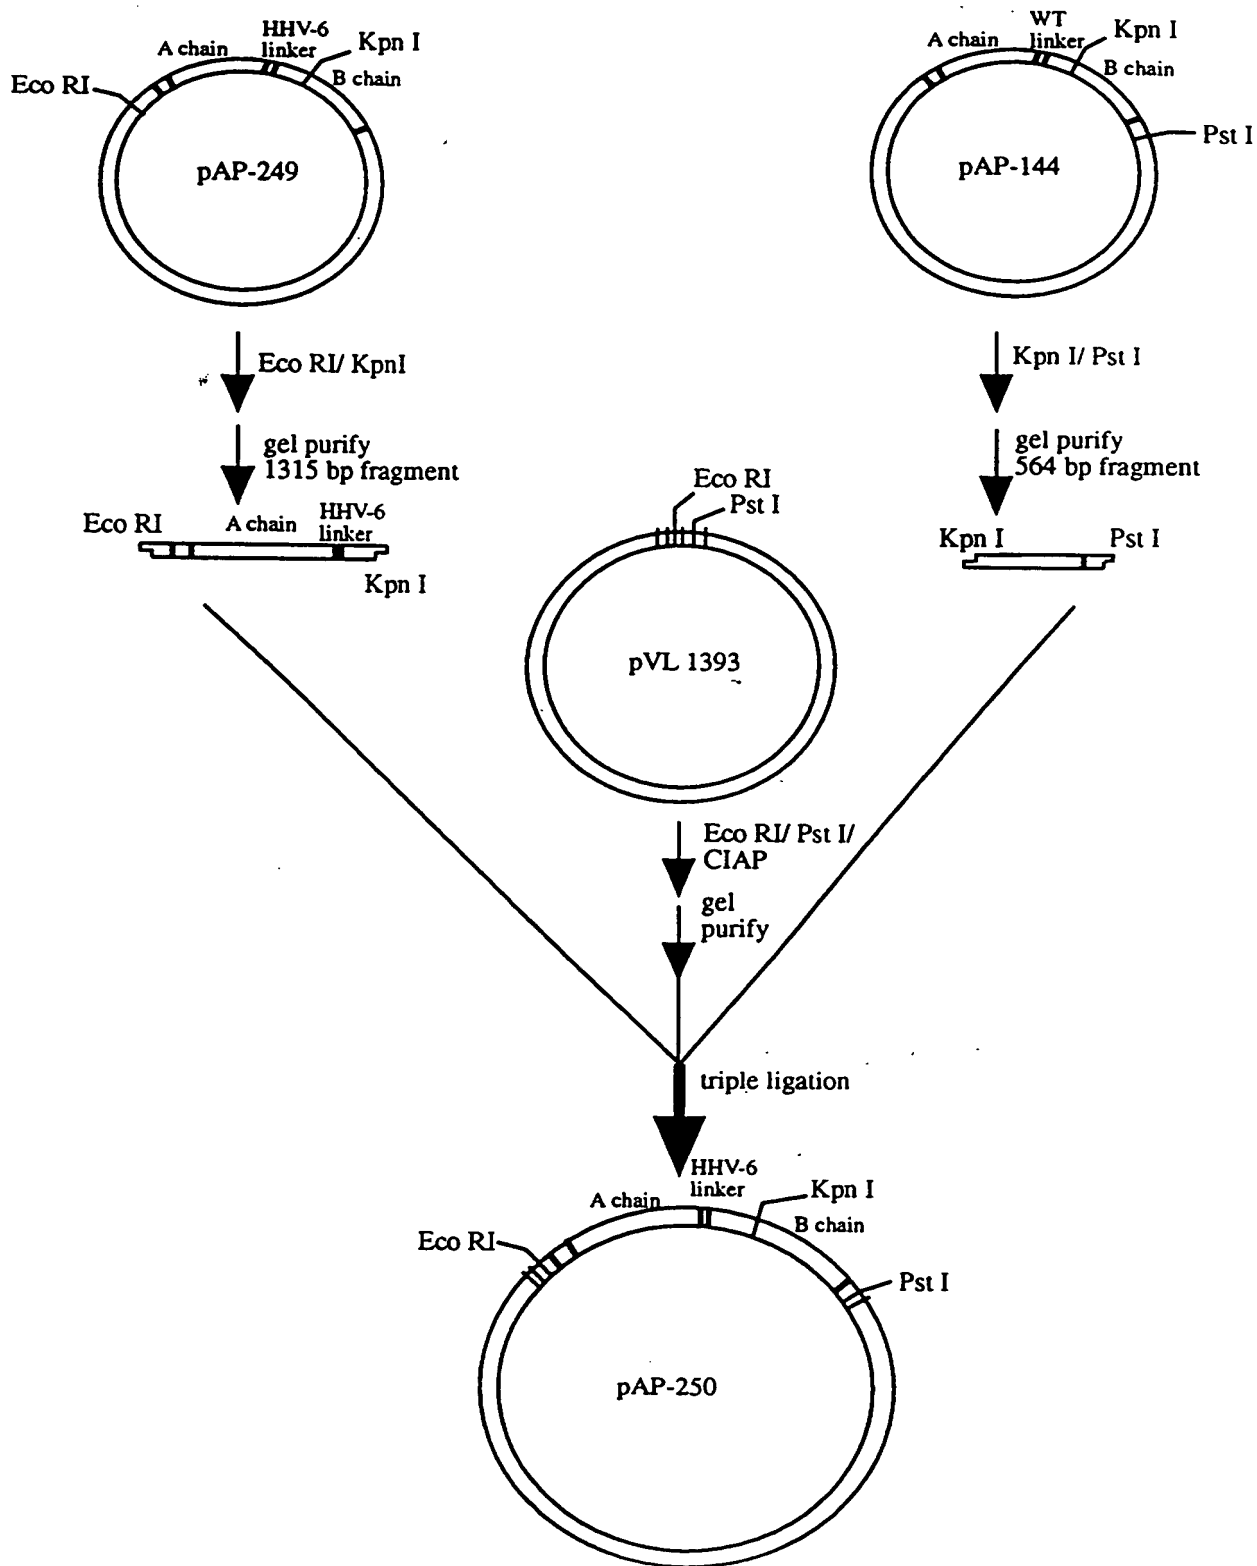 HHV-6
linker
A chain
Kpn I
B chain
Eco RI
pAP-249
WT
linker
A chain
Kpn I
B chain
Pst I
pAP-144
Eco RI/ KpnI
gel purify
1315 bp fragment
Kpn I/ Pst I
gel purify
564 bp fragment
Eco RI
A chain
HHV-6
linker
Kpn I
Eco RI
Pst I
Kpn I
Pst I
pVL 1393
Eco RI/ Pst I/
CIAP
gel
purify
triple ligation
HHV-6
linker
A chain
Kpn I
B chain
Eco RI
Pst I
pAP-250